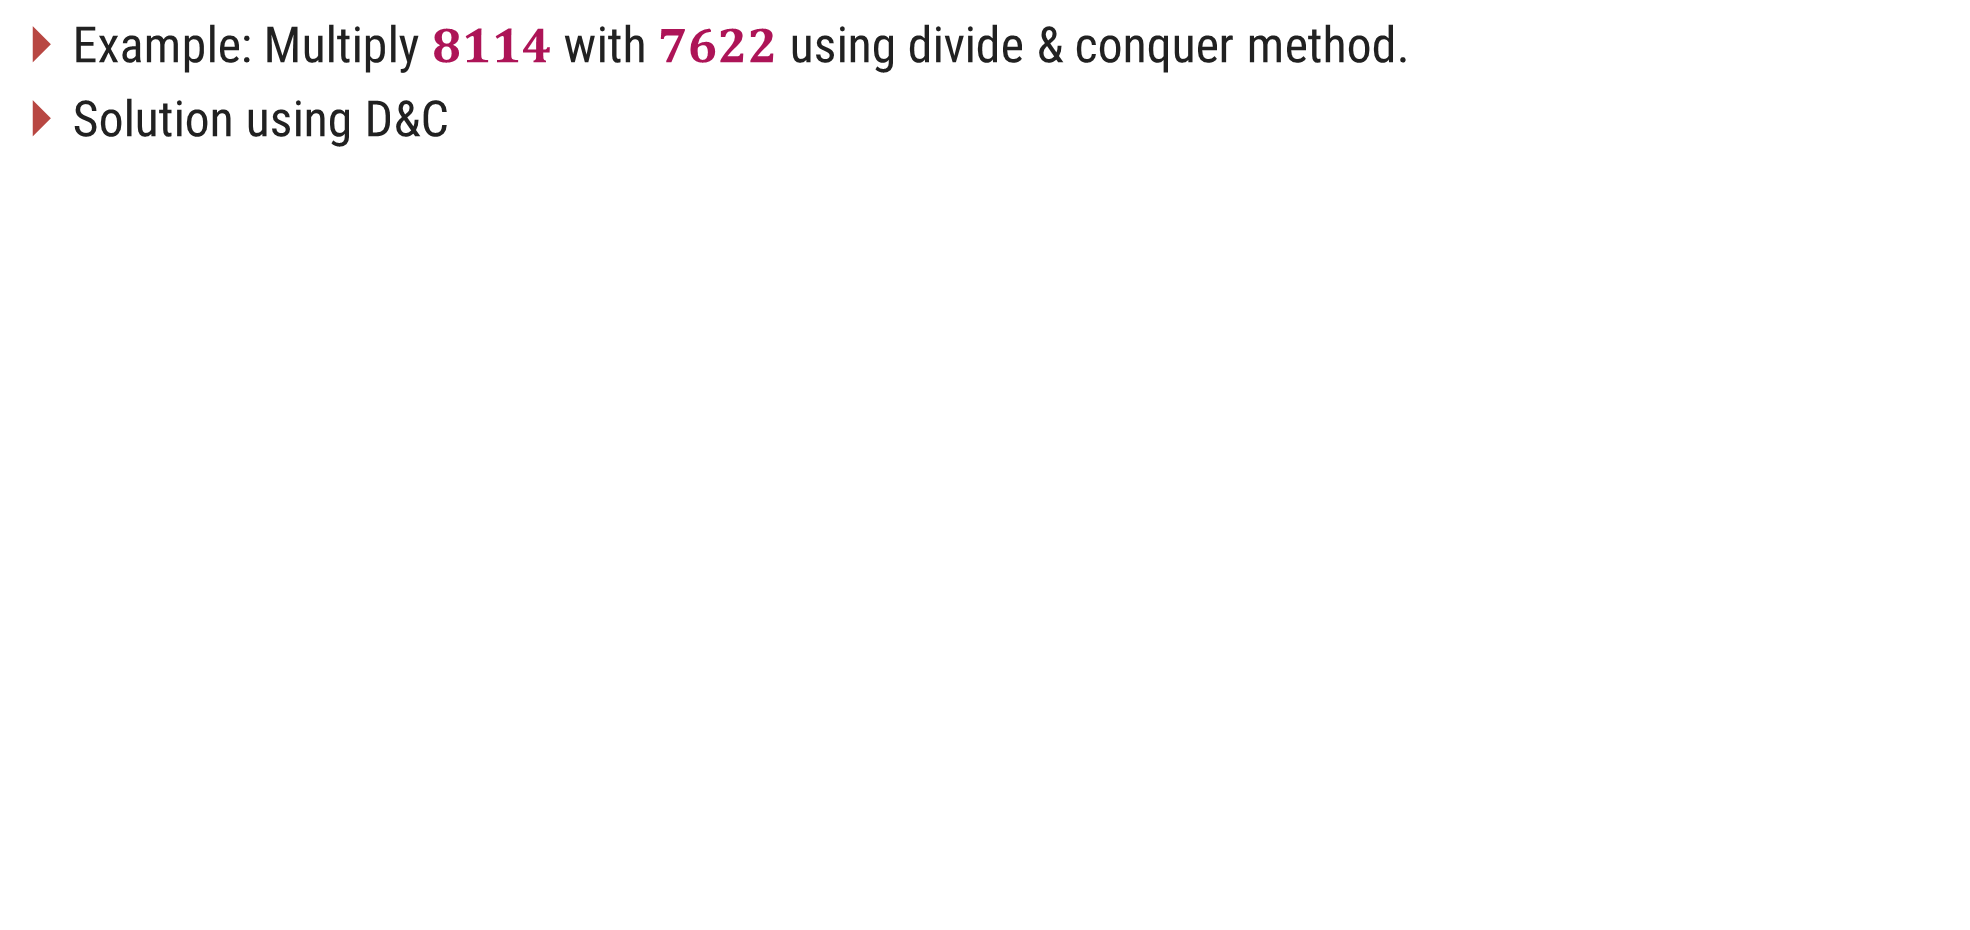 Example: Multiply 8114 with 7622 using divide & conquer method.
Solution using D&C